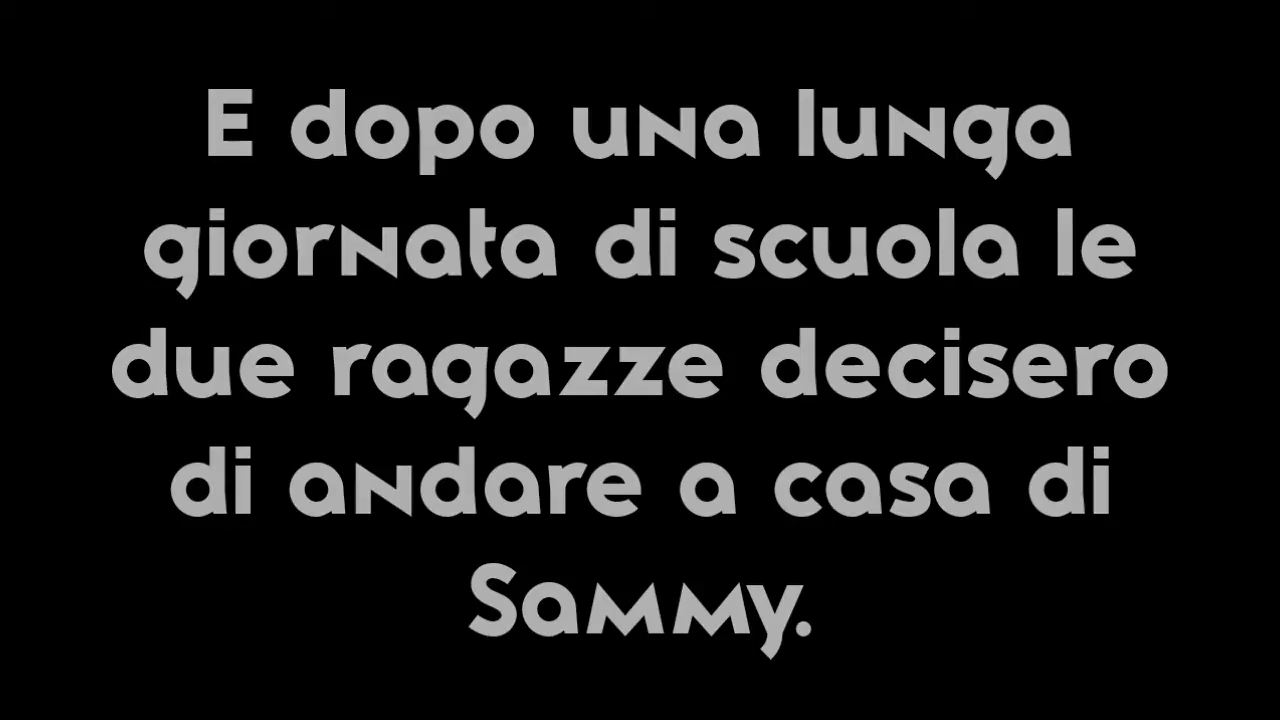 E dopo una lunga
giornata di scuola le
due ragazze decisero
di andare a casa di
Sammy.